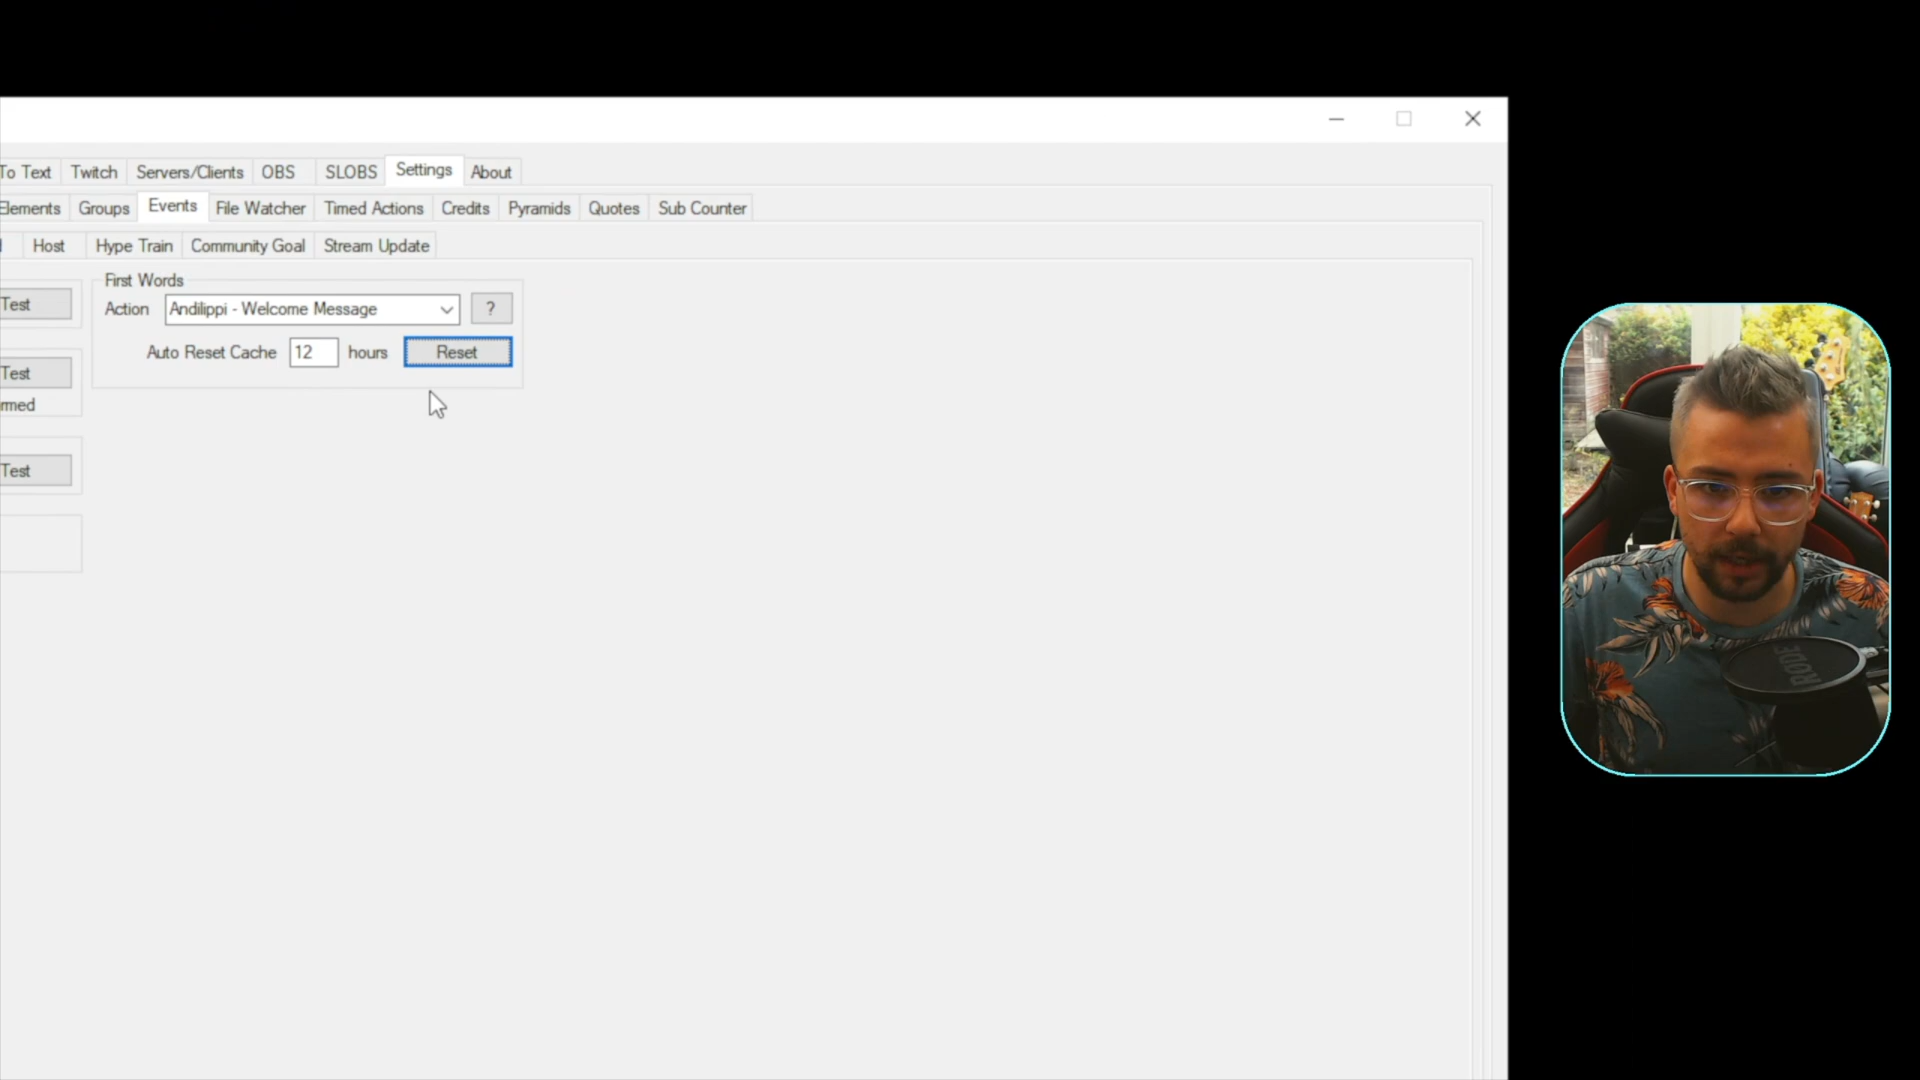 To Text Twitch Servers/Clients OBS SLOBS Settings About
Elements Groups Events File Watcher Timed Actions Credits Pyramids Quotes Sub Counter
Host Hype Train Community Goal Stream Update
First Words
Test Action Andilippi - Welcome Message ?
Auto Reset Cache 12 hours Reset
Test
rmed
Test
RODE